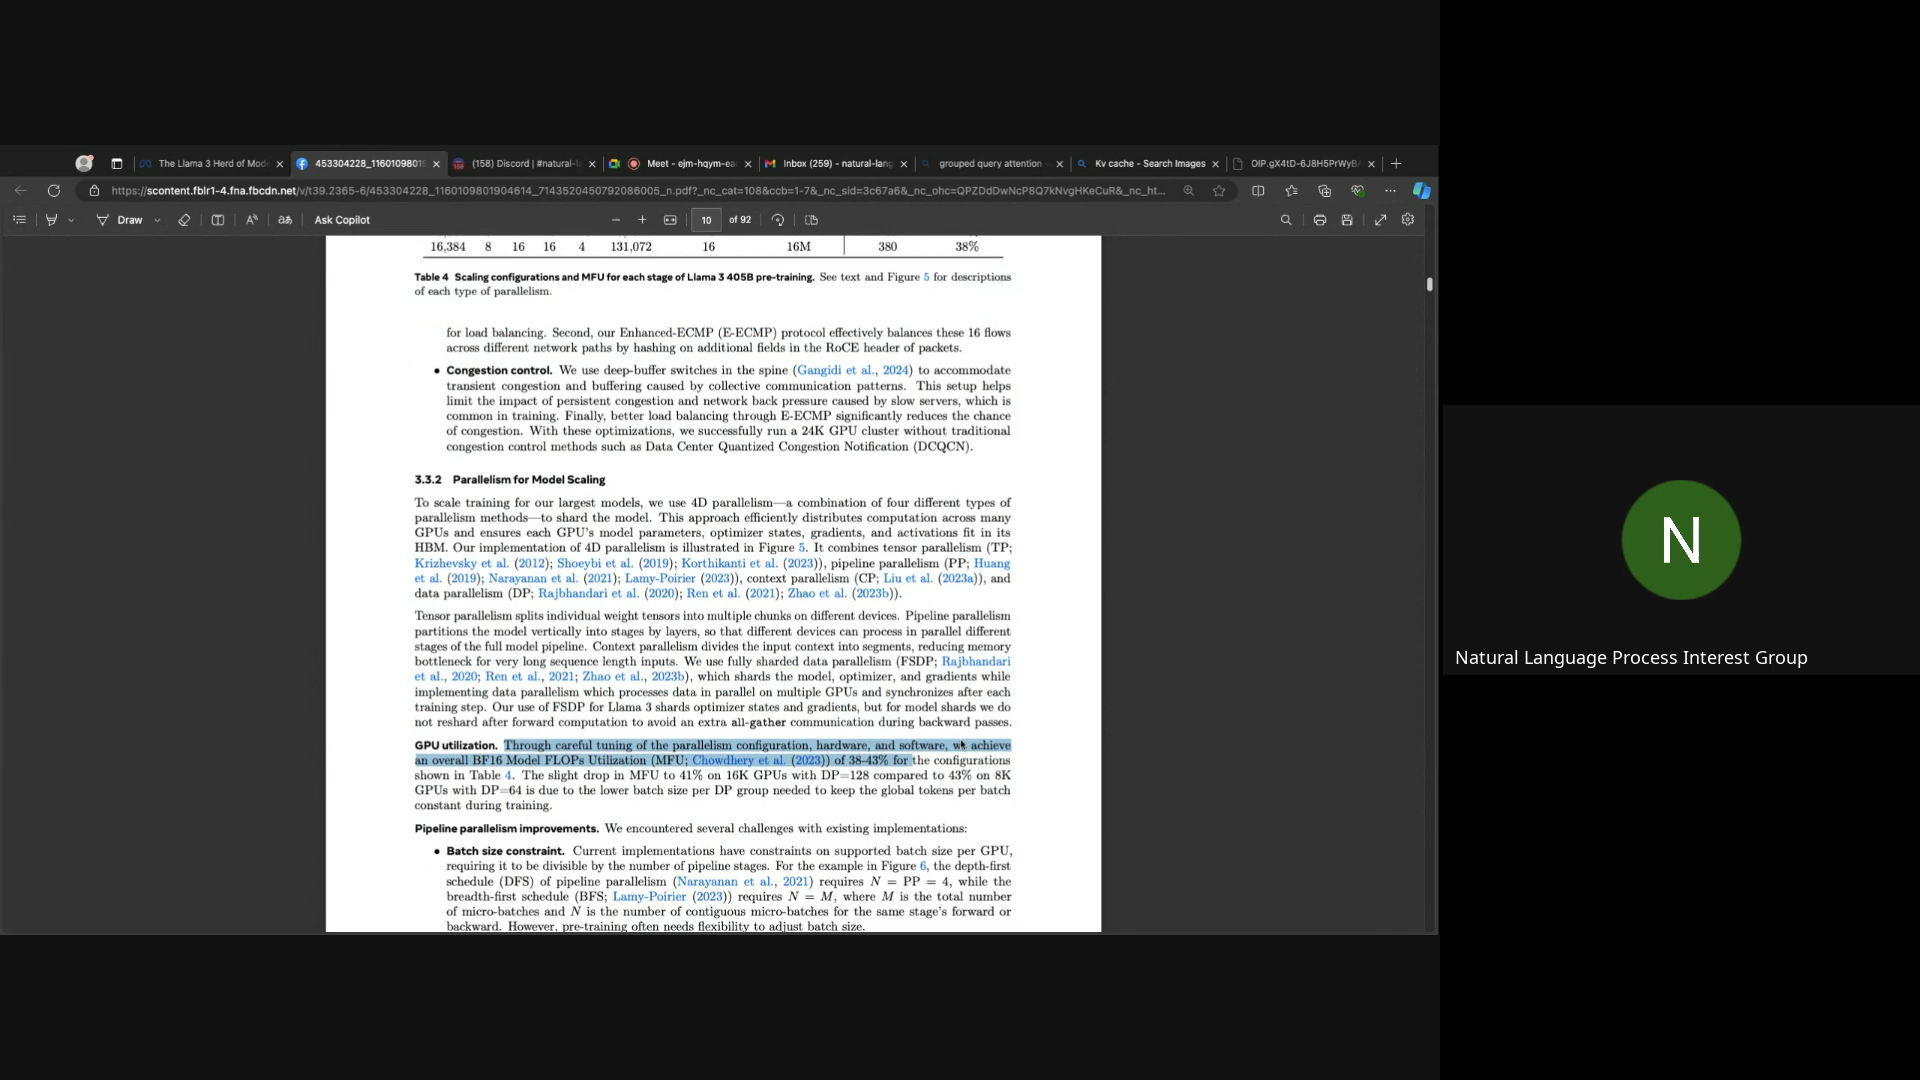 The Llama 3 Herd of Mod
453304228_1160109801
(158) Discord | #natural-l
Meet - ejm-hqym-ea
Inbox (259) - natural-lang
grouped query attention -
Kv cache - Search Images
OIP.gX4tD-6J8H5PrWyB
https://scontent.fblr1-4.fna.fbcdn.net/v/t39.2365-6/453304228_1160109801904614_7143520450792086005_n.pdf?_nc_cat=108&ccb=1-7&_nc_sid=3c67a6&_nc_ohc=QPZDdDwNcP8Q7kNvgHKeCuR&_nc_ht...
Draw
Ask Copilot
10 of 92
16,384 8 16 16 4 131,072 16 16M 380 38%
Table 4 Scaling configurations and MFU for each stage of Llama 3 405B pre-training. See text and Figure 5 for descriptions
of each type of parallelism.
for load balancing. Second, our Enhanced-ECMP (E-ECMP) protocol effectively balances these 16 flows
across different network paths by hashing on additional fields in the RoCE header of packets.
• Congestion control. We use deep-buffer switches in the spine (Gangidi et al., 2024) to accommodate
transient congestion and buffering caused by collective communication patterns. This setup helps
limit the impact of persistent congestion and network back pressure caused by slow servers, which is
common in training. Finally, better load balancing through E-ECMP significantly reduces the chance
of congestion. With these optimizations, we successfully run a 24K GPU cluster without traditional
congestion control methods such as Data Center Quantized Congestion Notification (DCQCN).
3.3.2 Parallelism for Model Scaling
To scale training for our largest models, we use 4D parallelism—a combination of four different types of
parallelism methods—to shard the model. This approach efficiently distributes computation across many
GPUs and ensures each GPU's model parameters, optimizer states, gradients, and activations fit in its
HBM. Our implementation of 4D parallelism is illustrated in Figure 5. It combines tensor parallelism (TP;
Krizhevsky et al. (2012); Shoeybi et al. (2019); Korthikanti et al. (2023)), pipeline parallelism (PP; Huang
et al. (2019); Narayanan et al. (2021); Lamy-Poirier (2023)), context parallelism (CP; Liu et al. (2023a)), and
data parallelism (DP; Rajbhandari et al. (2020); Ren et al. (2021); Zhao et al. (2023b)).
Tensor parallelism splits individual weight tensors into multiple chunks on different devices. Pipeline parallelism
partitions the model vertically into stages by layers, so that different devices can process in parallel different
stages of the full model pipeline. Context parallelism divides the input context into segments, reducing memory
bottleneck for very long sequence length inputs. We use fully sharded data parallelism (FSDP; Rajbhandari
et al., 2020; Ren et al., 2021; Zhao et al., 2023b), which shards the model, optimizer, and gradients while
implementing data parallelism which processes data in parallel on multiple GPUs and synchronizes after each
training step. Our use of FSDP for Llama 3 shards optimizer states and gradients, but for model shards we do
not reshard after forward computation to avoid an extra all-gather communication during backward passes.
GPU utilization. Through careful tuning of the parallelism configuration, hardware, and software, we achieve
an overall BF16 Model FLOPs Utilization (MFU; Chowdhery et al. (2023)) of 38-43% for the configurations
shown in Table 4. The slight drop in MFU to 41% on 16K GPUs with DP=128 compared to 43% on 8K
GPUs with DP=64 is due to the lower batch size per DP group needed to keep the global tokens per batch
constant during training.
Pipeline parallelism improvements. We encountered several challenges with existing implementations:
• Batch size constraint. Current implementations have constraints on supported batch size per GPU,
requiring it to be divisible by the number of pipeline stages. For the example in Figure 6, the depth-first
schedule (DFS) of pipeline parallelism (Narayanan et al., 2021) requires N = PP = 4, while the
breadth-first schedule (BFS; Lamy-Poirier (2023)) requires N = M, where M is the total number
of micro-batches and N is the number of contiguous micro-batches for the same stage's forward or
backward. However, pre-training often needs flexibility to adjust batch size.
N
Natural Language Process Interest Group